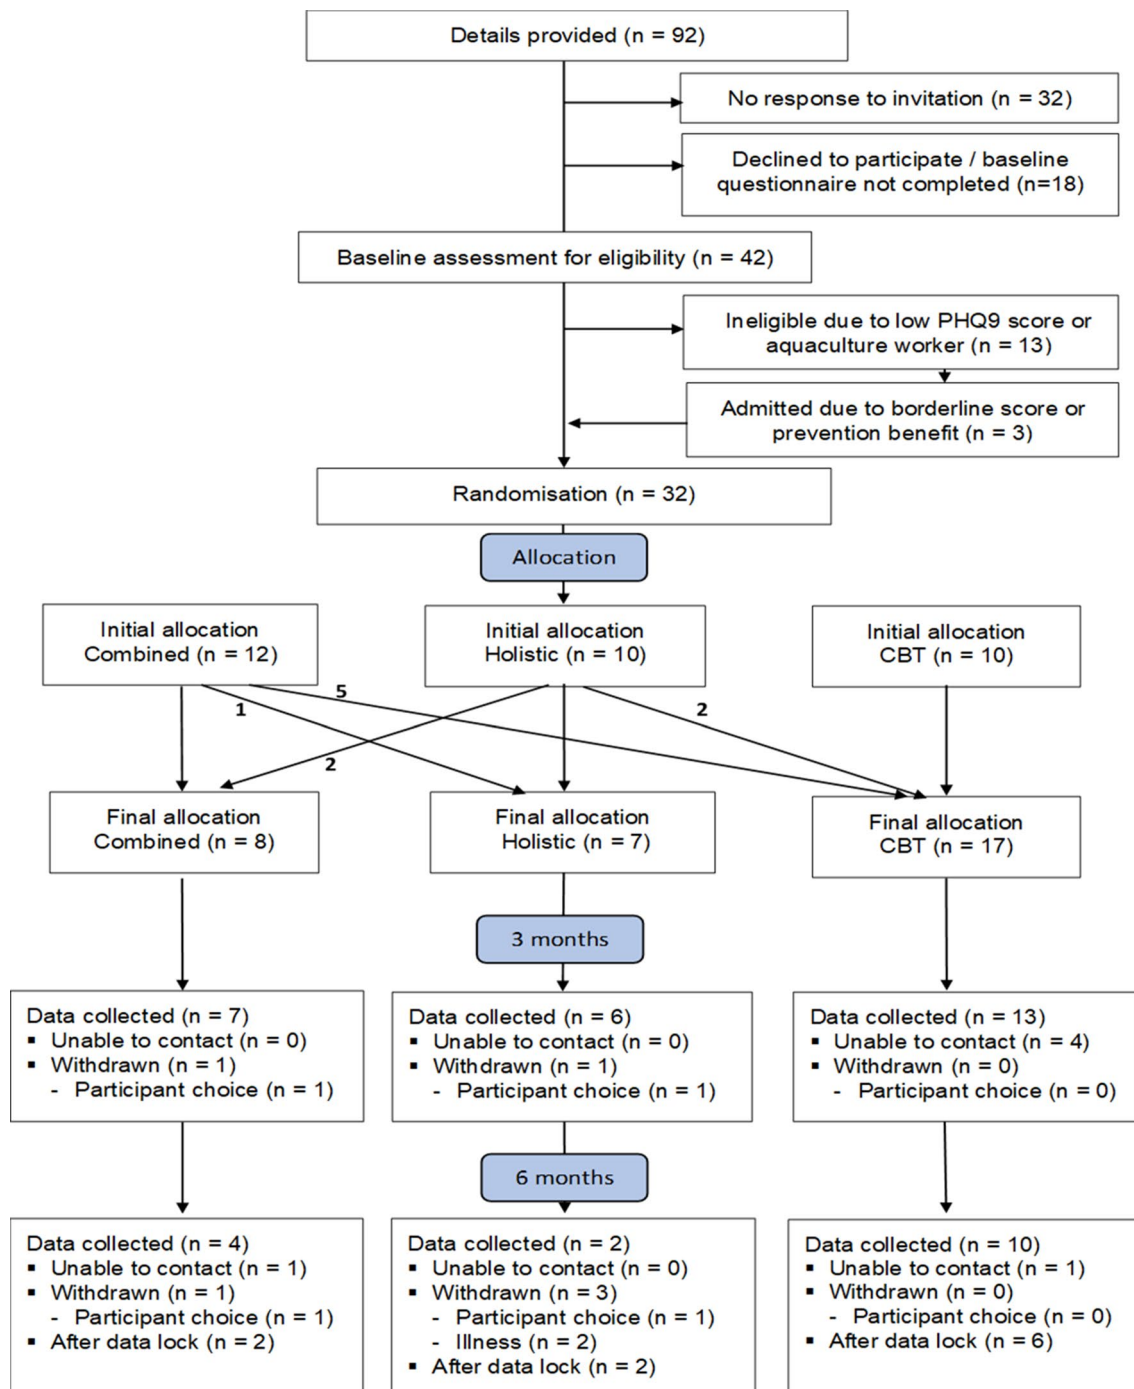 Details provided (n = 92)
No response to invitation (n = 32)
Declined to participate / baseline
questionnaire not completed (n=18)
Baseline assessment for eligibility (n = 42)
Ineligible due to low PHQ9 score or
aquaculture worker (n = 13)
Admitted due to borderline score or
prevention benefit (n = 3)
Randomisation (n = 32)
Allocation
Initial allocation
Combined (n = 12)
Initial allocation
Holistic (n = 10)
Initial allocation
CBT (n = 10)
5
1
2
2
Final allocation
Combined (n = 8)
Final allocation
Holistic (n = 7)
Final allocation
CBT (n = 17)
3 months
Data collected (n = 7)
▪ Unable to contact (n = 0)
▪ Withdrawn (n = 1)
- Participant choice (n = 1)
Data collected (n = 6)
▪ Unable to contact (n = 0)
▪ Withdrawn (n = 1)
- Participant choice (n = 1)
Data collected (n = 13)
▪ Unable to contact (n = 4)
▪ Withdrawn (n = 0)
- Participant choice (n = 0)
6 months
Data collected (n = 4)
▪ Unable to contact (n = 1)
▪ Withdrawn (n = 1)
- Participant choice (n = 1)
▪ After data lock (n = 2)
Data collected (n = 2)
▪ Unable to contact (n = 0)
▪ Withdrawn (n = 3)
- Participant choice (n = 1)
- Illness (n = 2)
▪ After data lock (n = 2)
Data collected (n = 10)
▪ Unable to contact (n = 1)
▪ Withdrawn (n = 0)
- Participant choice (n = 0)
▪ After data lock (n = 6)